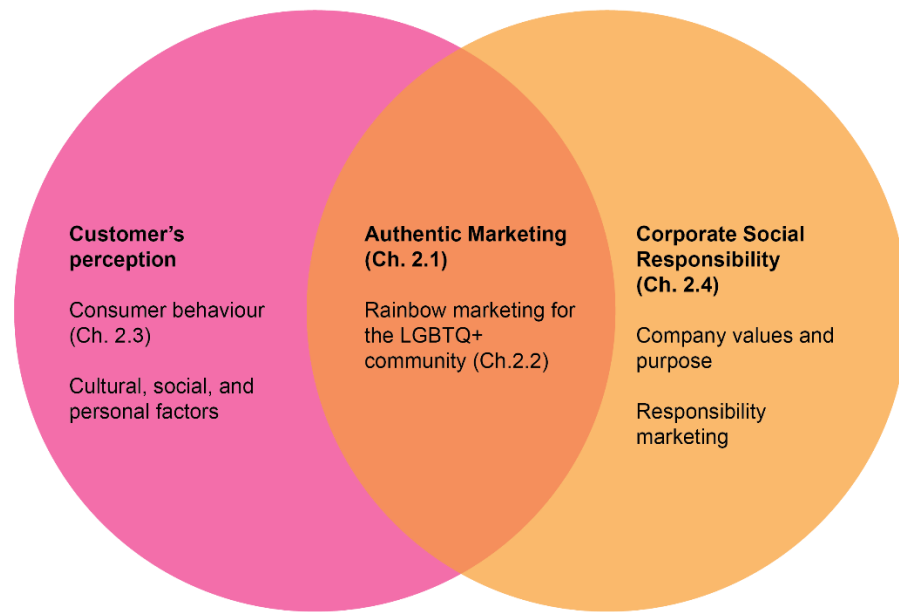 Customer’s
perception
Consumer behaviour
(Ch. 2.3)
Cultural, social, and
personal factors
Authentic Marketing
(Ch. 2.1)
Rainbow marketing for
the LGBTQ+
community (Ch.2.2)
Corporate Social
Responsibility
(Ch. 2.4)
Company values and
purpose
Responsibility
marketing